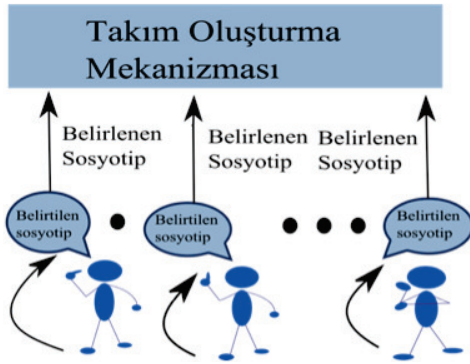 Takım Oluşturma
Mekanizması
Belirlenen
Sosyotip
Belirlenen
Sosyotip
Belirlenen
Sosyotip
Belirtilen
sosyotip
Belirtilen
sosyotip
Belirtilen
sosyotip